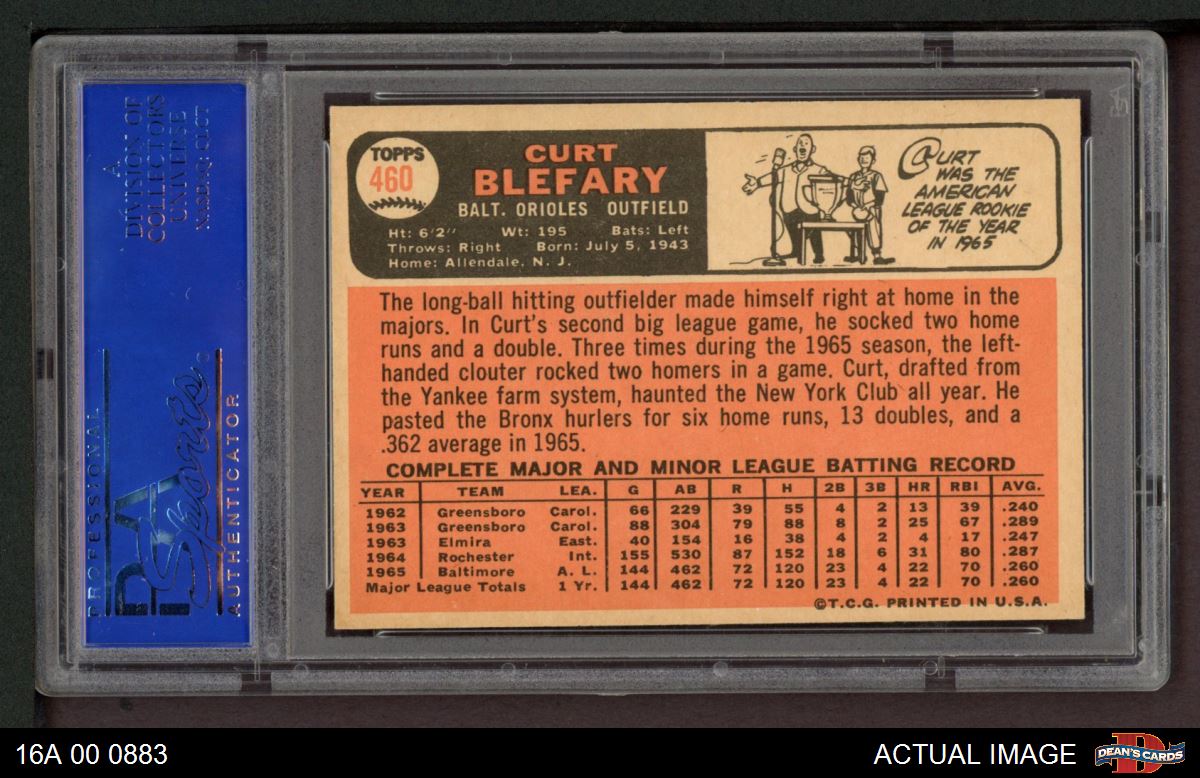 A
DIVISION OF
COLLECTORS
UNIVERSE
NASDAQ: CLCT
PROFESSIONAL
PSA
Sports
AUTHENTICATOR
TOPPS
460
CURT
BLEFARY
BALT. ORIOLES OUTFIELD
Ht: 6'2" Wt: 195 Bats: Left
Throws: Right Born: July 5, 1943
Home: Allendale, N. J.
CURT
WAS THE
AMERICAN
LEAGUE ROOKIE
OF THE YEAR
IN 1965
The long-ball hitting outfielder made himself right at home in the
majors. In Curt's second big league game, he socked two home
runs and a double. Three times during the 1965 season, the left-
handed clouter rocked two homers in a game. Curt, drafted from
the Yankee farm system, haunted the New York Club all year. He
pasted the Bronx hurlers for six home runs, 13 doubles, and a
.362 average in 1965.
COMPLETE MAJOR AND MINOR LEAGUE BATTING RECORD
YEAR TEAM LEA. G AB R H 2B 3B HR RBI AVG.
1962 Greensboro Carol. 66 229 39 55 4 2 13 39 .240
1963 Greensboro Carol. 88 304 79 88 8 2 25 67 .289
1963 Elmira East. 40 154 16 38 4 2 4 17 .247
1964 Rochester Int. 155 530 87 152 18 6 31 80 .287
1965 Baltimore A. L. 144 462 72 120 23 4 22 70 .260
Major League Totals 1 Yr. 144 462 72 120 23 4 22 70 .260
©T.C.G. PRINTED IN U.S.A.
16A 00 0883
ACTUAL IMAGE
DEAN'S CARDS